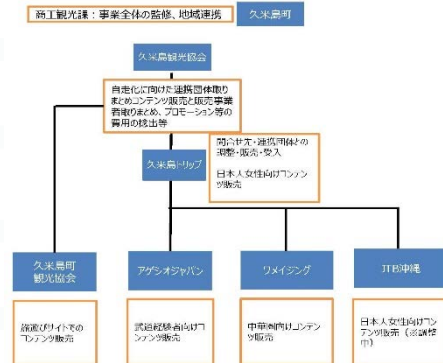 商工観光課：事業全体の監修、地域連携
久米島町
久米島観光協会
自走化に向けた連携団体取り
まとめコンテンツ販売と販売事業
者取りまとめ、プロモーション等の
費用の捻出等
久米島トリップ
問合せ先・連携団体との
調整・販売・受入
日本人女性向けコンテン
ツ販売
久米島町
観光協会
アゲシオジャパン
ワメイジング
JTB沖縄
旅遊びサイトでの
コンテンツ販売
武道経験者向けコ
ンテンツ販売
中華圏向けコンテン
ツ販売
日本人女性向けコン
テンツ販売（※調整
中）